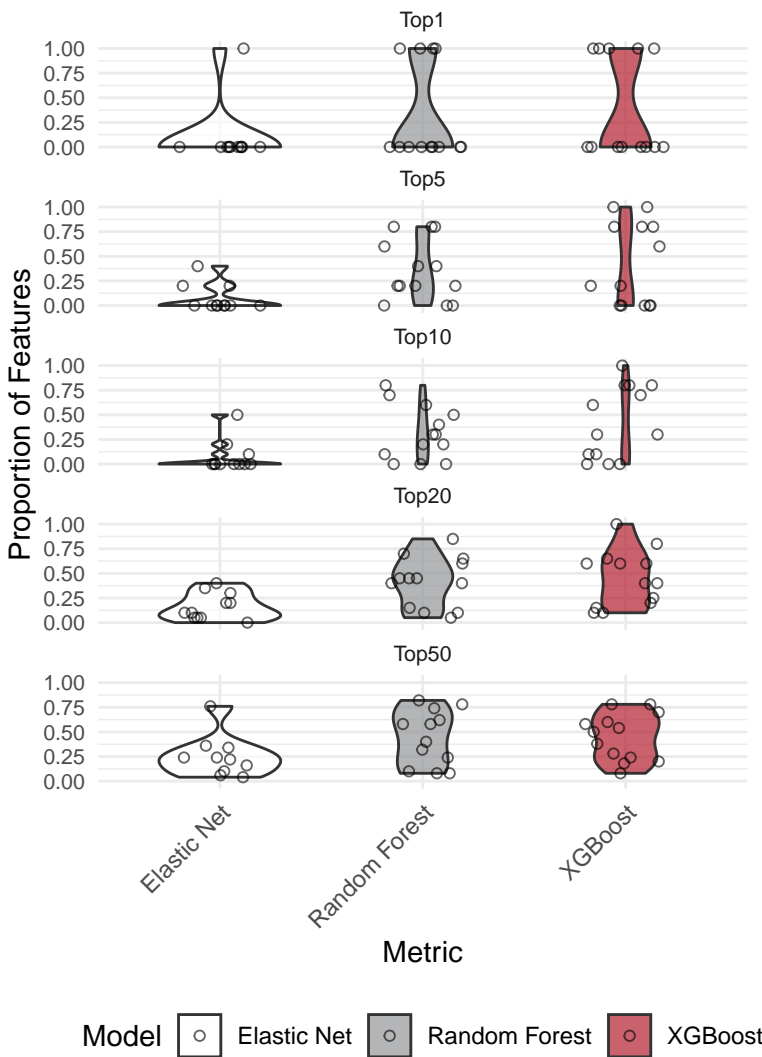 Top1
1.00
0.75
0.50
0.25
0.00
Top5
1.00
0.75
0.50
0.25
0.00
Top10
1.00
0.75
0.50
0.25
0.00
Top20
1.00
0.75
0.50
0.25
0.00
Top50
1.00
0.75
0.50
0.25
0.00
Proportion of Features
Elastic Net
Random Forest
XGBoost
Metric
Model Elastic Net Random Forest XGBoost